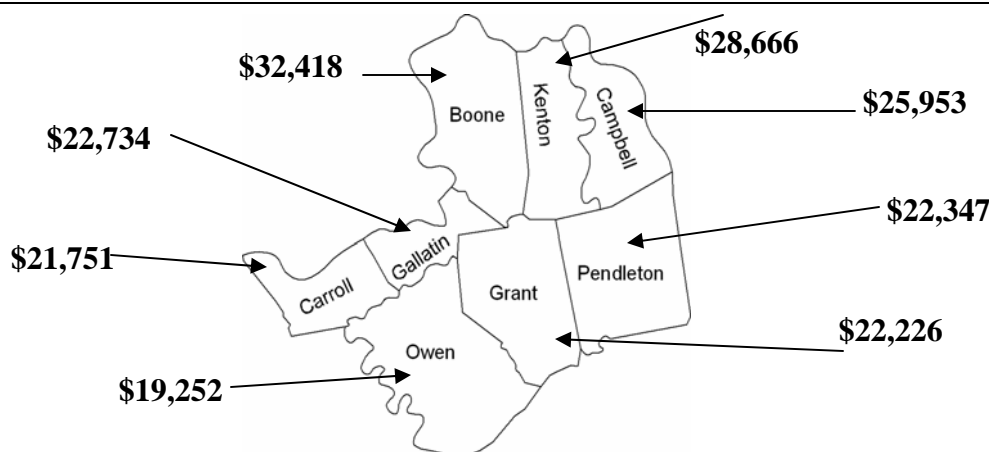 $28,666
$32,418
Kenton
Campbell
Boone
$25,953
$22,734
$22,347
$21,751
Gallatin
Carroll
Grant
Pendleton
$22,226
Owen
$19,252